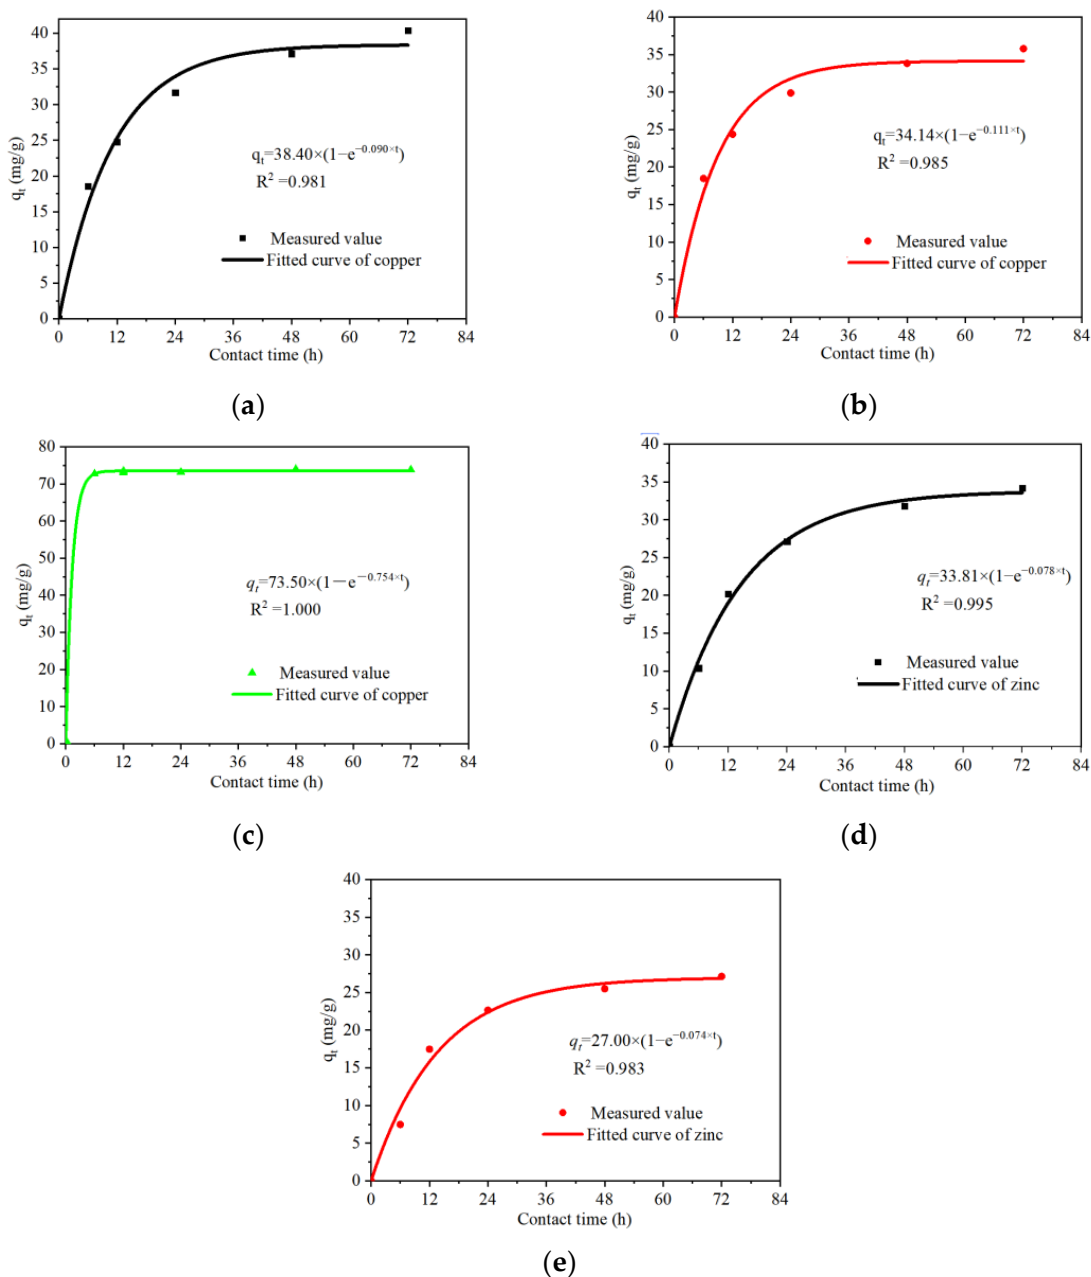 40
35
30
25
20
15
10
5
0
q_t (mg/g)
q_t=38.40×(1−e^−0.090×t)
R² =0.981
Measured value
Fitted curve of copper
0 12 24 36 48 60 72 84
Contact time (h)
(a)
40
35
30
25
20
15
10
5
0
q_t (mg/g)
q_t=34.14×(1−e^−0.111×t)
R² =0.985
Measured value
Fitted curve of copper
0 12 24 36 48 60 72 84
Contact time (h)
(b)
80
70
60
50
40
30
20
10
0
q_t (mg/g)
q_t=73.50×(1−e^−0.754×t)
R² =1.000
Measured value
Fitted curve of copper
0 12 24 36 48 60 72 84
Contact time (h)
(c)
40
35
30
25
20
15
10
5
0
q_t (mg/g)
q_t=33.81×(1−e^−0.078×t)
R² =0.995
Measured value
Fitted curve of zinc
0 12 24 36 48 60 72 84
Contact time (h)
(d)
40
35
30
25
20
15
10
5
0
q_t (mg/g)
q_t=27.00×(1−e^−0.074×t)
R² =0.983
Measured value
Fitted curve of zinc
0 12 24 36 48 60 72 84
Contact time (h)
(e)